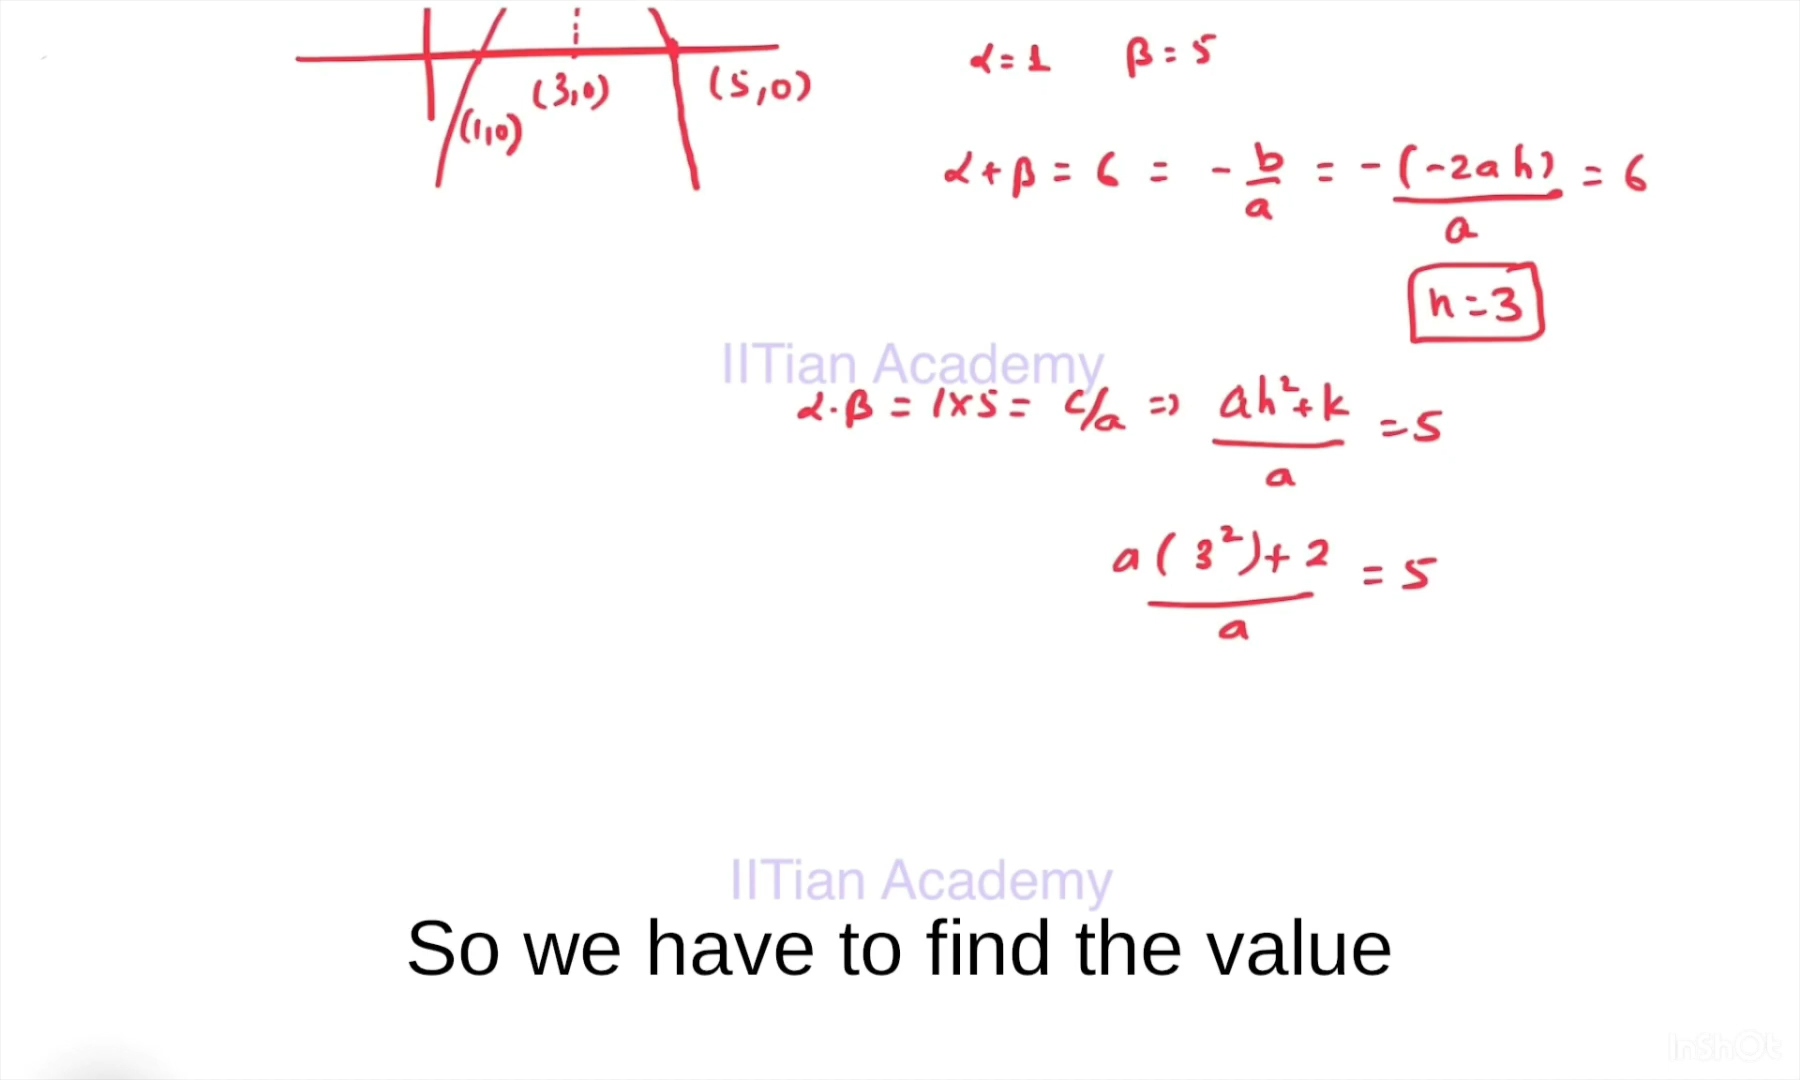 α=1 β=5
(3,0) (5,0)
(1,0)
α+β = 6 = -b/a = -(-2ah)/a = 6
h=3
IITian Academy
α.β = 1×5 = c/a => (ah²+k)/a = 5
(a(3²)+2)/a = 5
IITian Academy
So we have to find the value
InShOt